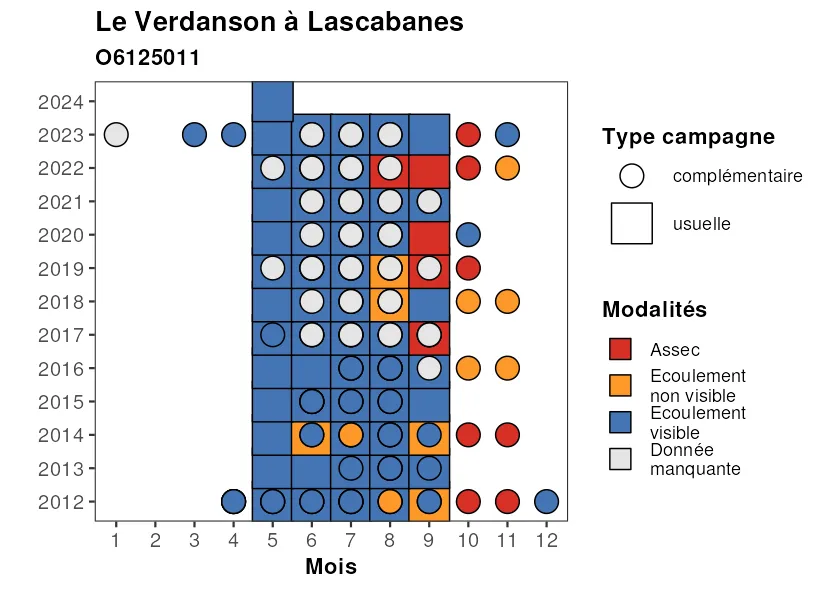 Le Verdanson à Lascabanes
O6125011
2024
2023
2022
2021
2020
2019
2018
2017
2016
2015
2014
2013
2012
1 2 3 4 5 6 7 8 9 10 11 12
Mois
Type campagne
complémentaire
usuelle
Modalités
Assec
Ecoulement
non visible
Ecoulement
visible
Donnée
manquante